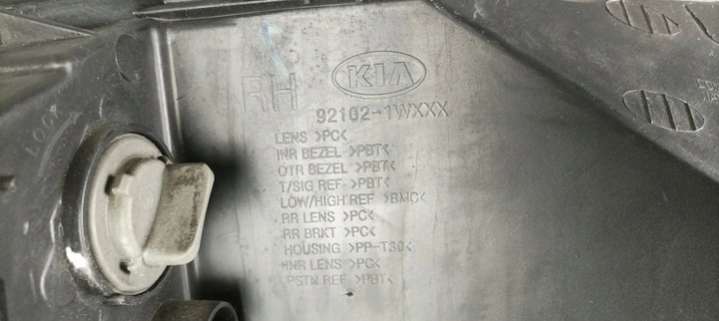 RH
KIA
92102-1WXXX
LENS >PC<
INR BEZEL >PBT<
OTR BEZEL >PBT<
T/SIG REF >PBT<
LOW/HIGH REF >BMC<
RR LENS >PC<
RR BRKT >PC<
HOUSING >PP-T30<
INR LENS >PC<
PSTN REF >PBT<